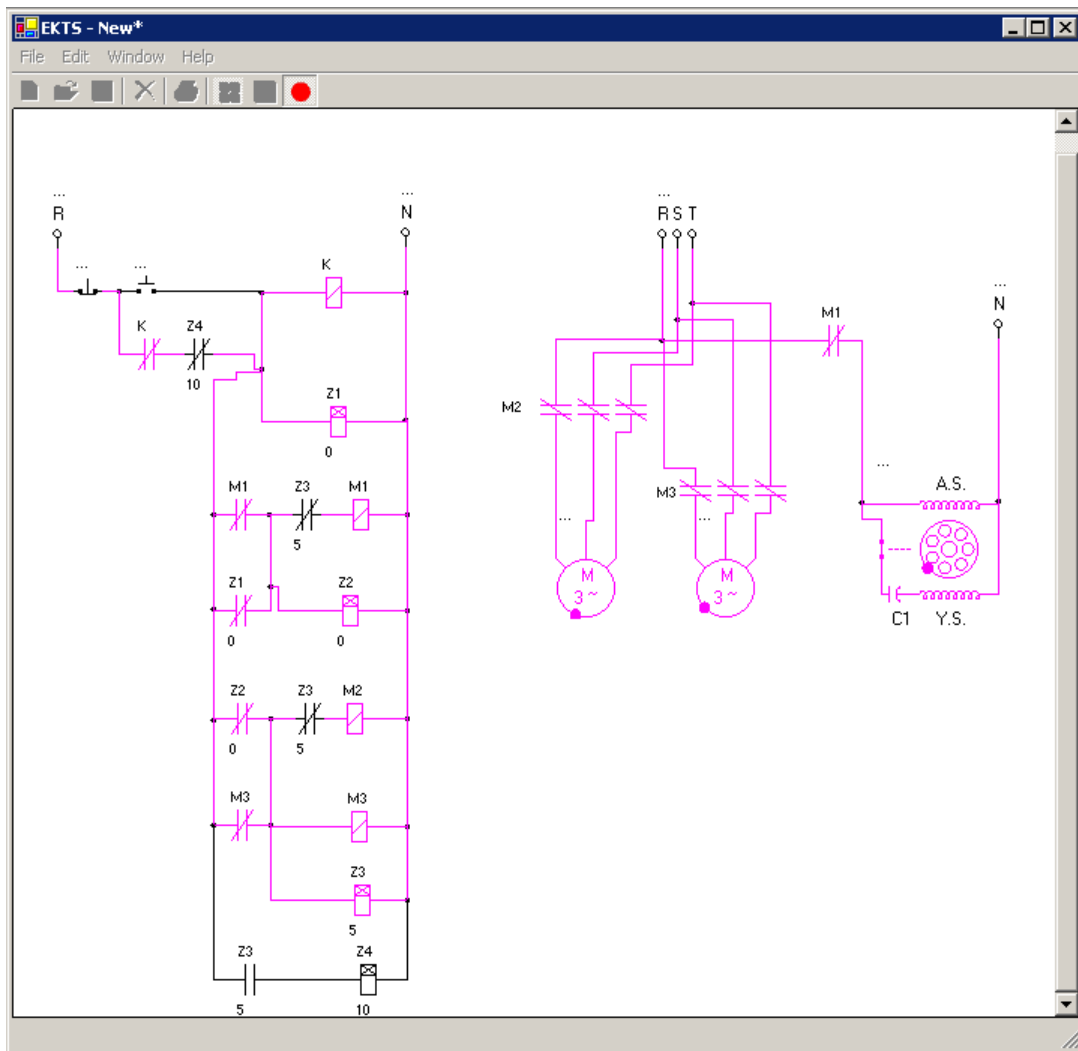 EKTS - New*
File Edit Window Help
... ... ...
R N R S T
... ... K ...
N
K Z4 M1
10
Z1
M2
0
...
M1 Z3 M1 A.S.
M3
5 ... ...
Z1 Z2 M M
3 ~ 3 ~
C1 Y.S.
0 0
Z2 Z3 M2
0 5
M3 M3
Z3
5
Z3 Z4
5 10